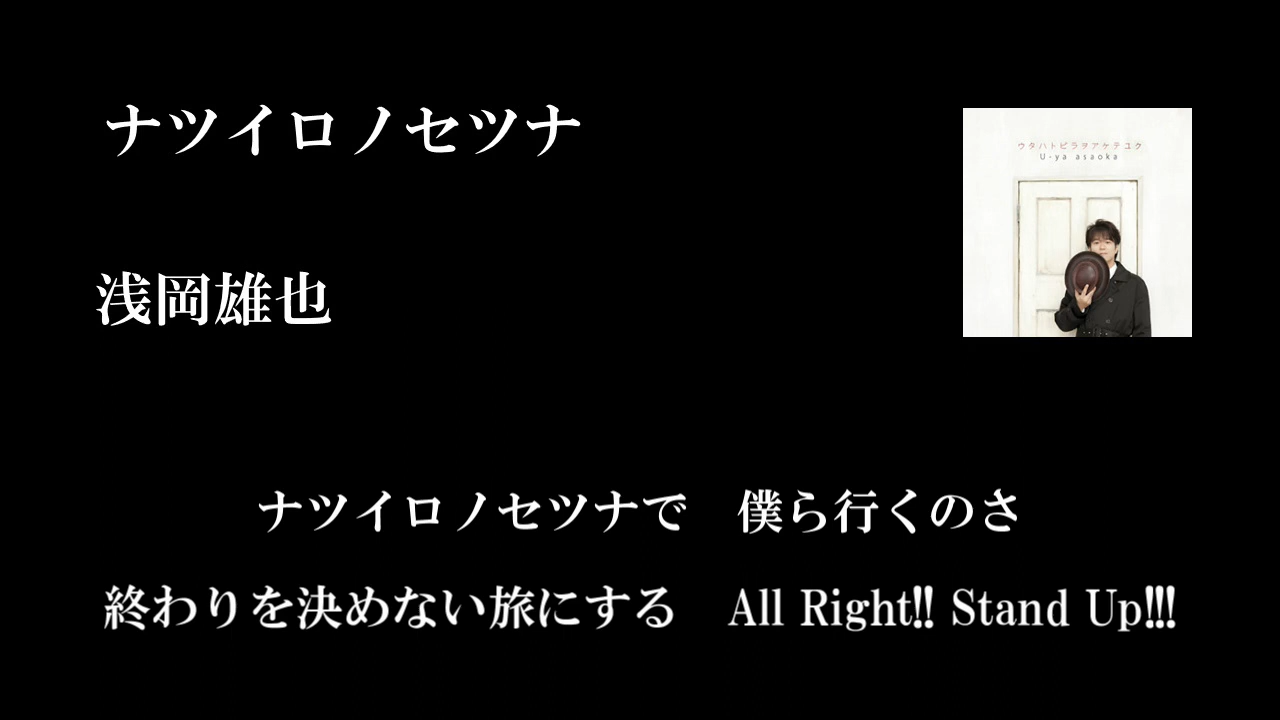 ナツイロノセツナ
ウタハトビラヲアケテユク
U-ya asaoka
浅岡雄也
ナツイロノセツナで　僕ら行くのさ
終わりを決めない旅にする　All Right!! Stand Up!!!